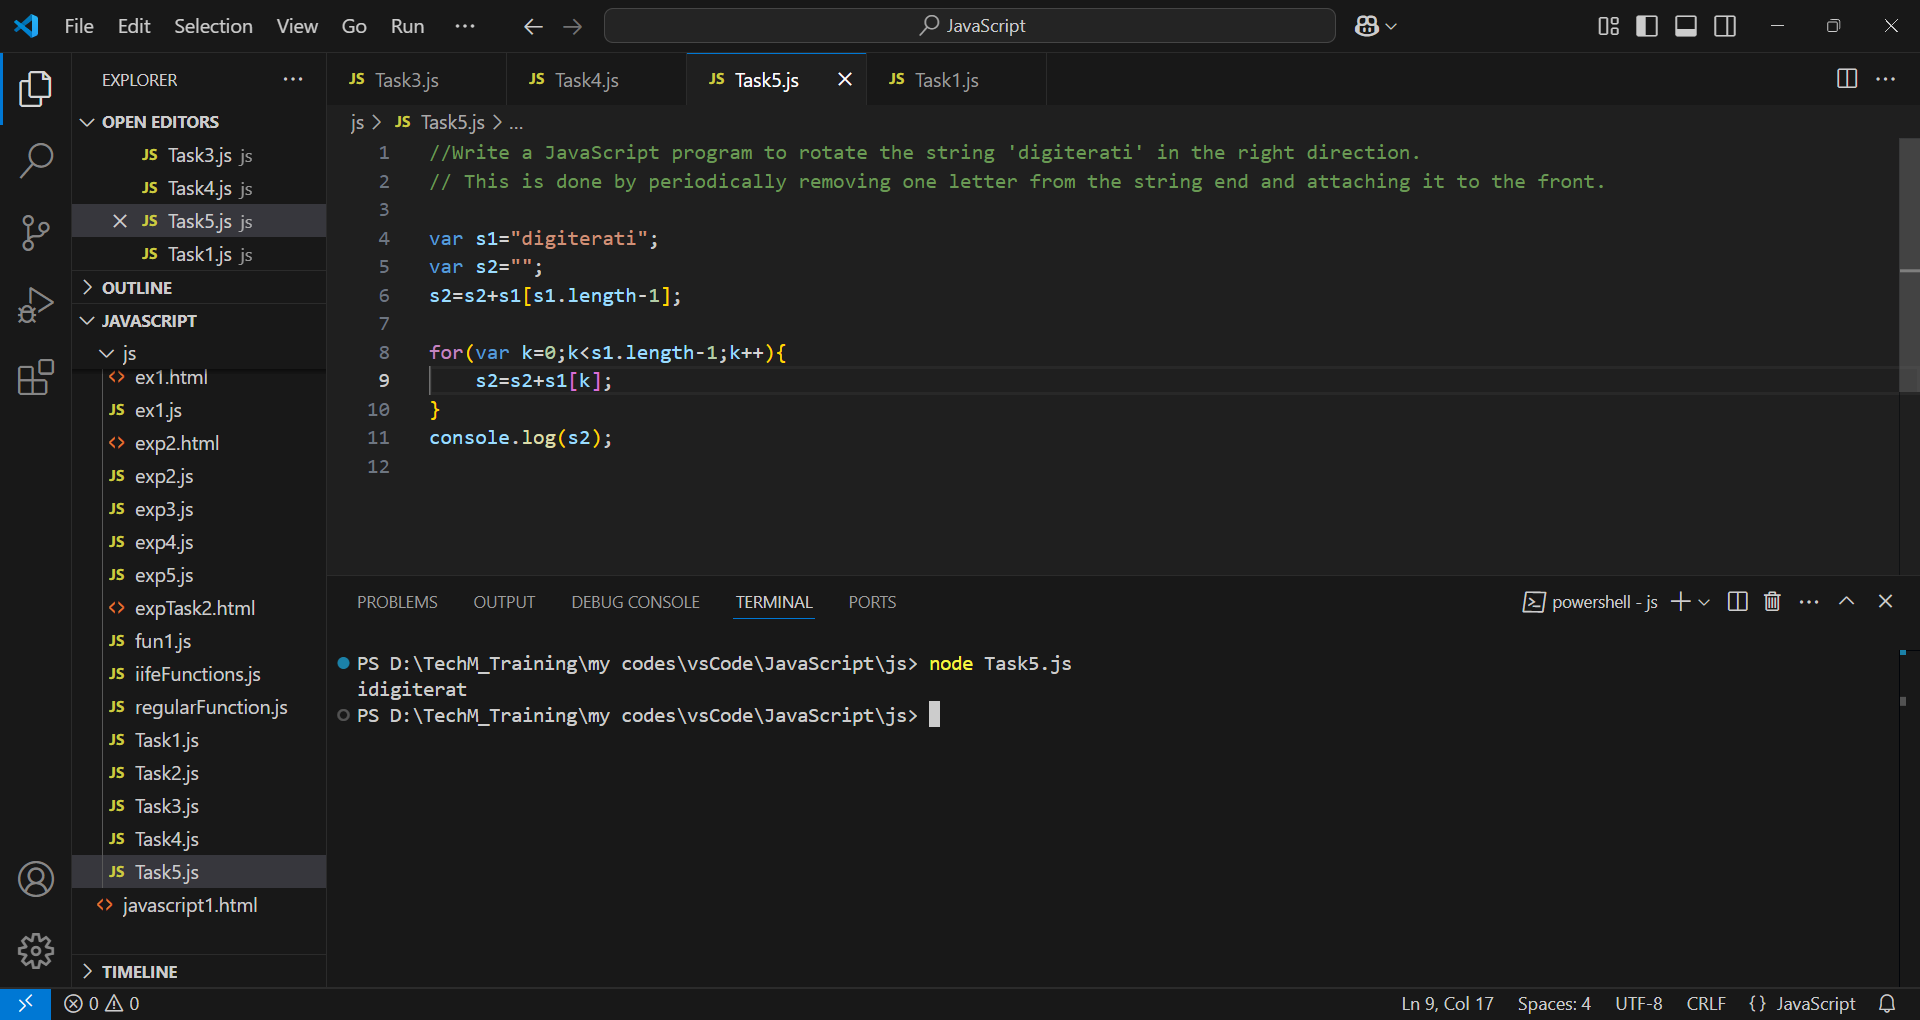 File Edit Selection View Go Run ··· JavaScript
EXPLORER ···
OPEN EDITORS
JS Task3.js js
JS Task4.js js
JS Task5.js js
JS Task1.js js
OUTLINE
JAVASCRIPT
js
<> ex1.html
JS ex1.js
<> exp2.html
JS exp2.js
JS exp3.js
JS exp4.js
JS exp5.js
<> expTask2.html
JS fun1.js
JS iifeFunctions.js
JS regularFunction.js
JS Task1.js
JS Task2.js
JS Task3.js
JS Task4.js
JS Task5.js
<> javascript1.html
TIMELINE
JS Task3.js JS Task4.js JS Task5.js JS Task1.js ···
js > JS Task5.js > ...
1 //Write a JavaScript program to rotate the string 'digiterati' in the right direction.
2 // This is done by periodically removing one letter from the string end and attaching it to the front.
3
4 var s1="digiterati";
5 var s2="";
6 s2=s2+s1[s1.length-1];
7
8 for(var k=0;k<s1.length-1;k++){
9 s2=s2+s1[k];
10 }
11 console.log(s2);
12
PROBLEMS OUTPUT DEBUG CONSOLE TERMINAL PORTS powershell - js ···
PS D:\TechM_Training\my codes\vsCode\JavaScript\js> node Task5.js
idigiterat
PS D:\TechM_Training\my codes\vsCode\JavaScript\js>
0 0 Ln 9, Col 17 Spaces: 4 UTF-8 CRLF {} JavaScript